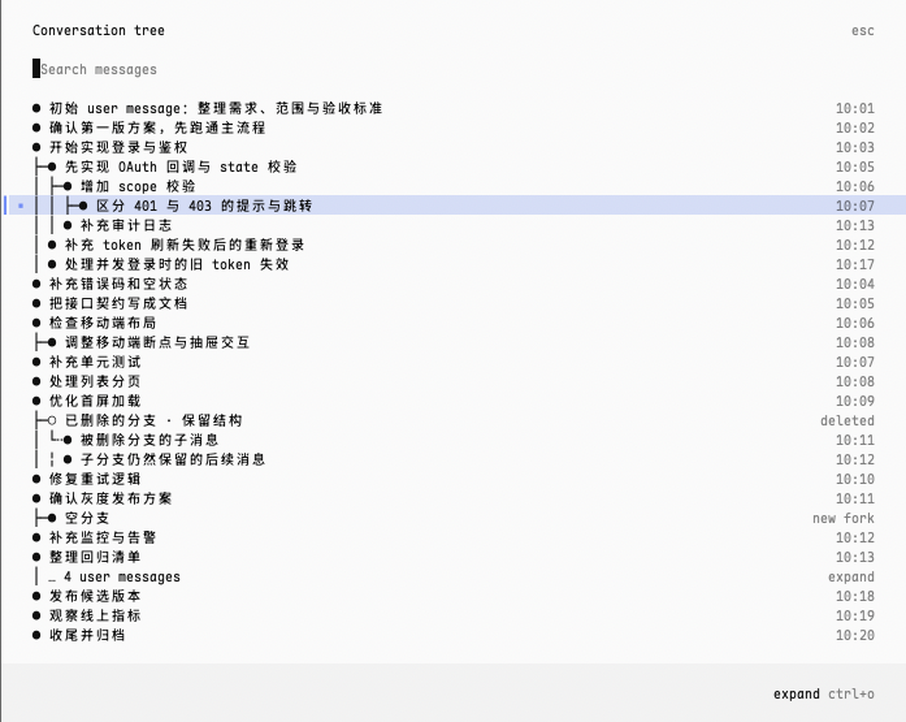 Conversation tree esc
Search messages
初始 user message: 整理需求、范围与验收标准 10:01
确认第一版方案，先跑通主流程 10:02
开始实现登录与鉴权 10:03
先实现 OAuth 回调与 state 校验 10:05
增加 scope 校验 10:06
区分 401 与 403 的提示与跳转 10:07
补充审计日志 10:13
补充 token 刷新失败后的重新登录 10:12
处理并发登录时的旧 token 失效 10:17
补充错误码和空状态 10:04
把接口契约写成文档 10:05
检查移动端布局 10:06
调整移动端断点与抽屉交互 10:08
补充单元测试 10:07
处理列表分页 10:08
优化首屏加载 10:09
已删除的分支 · 保留结构 deleted
被删除分支的子消息 10:11
子分支仍然保留的后续消息 10:12
修复重试逻辑 10:10
确认灰度发布方案 10:11
空分支 new fork
补充监控与告警 10:12
整理回归清单 10:13
… 4 user messages expand
发布候选版本 10:18
观察线上指标 10:19
收尾并归档 10:20
expand ctrl+o